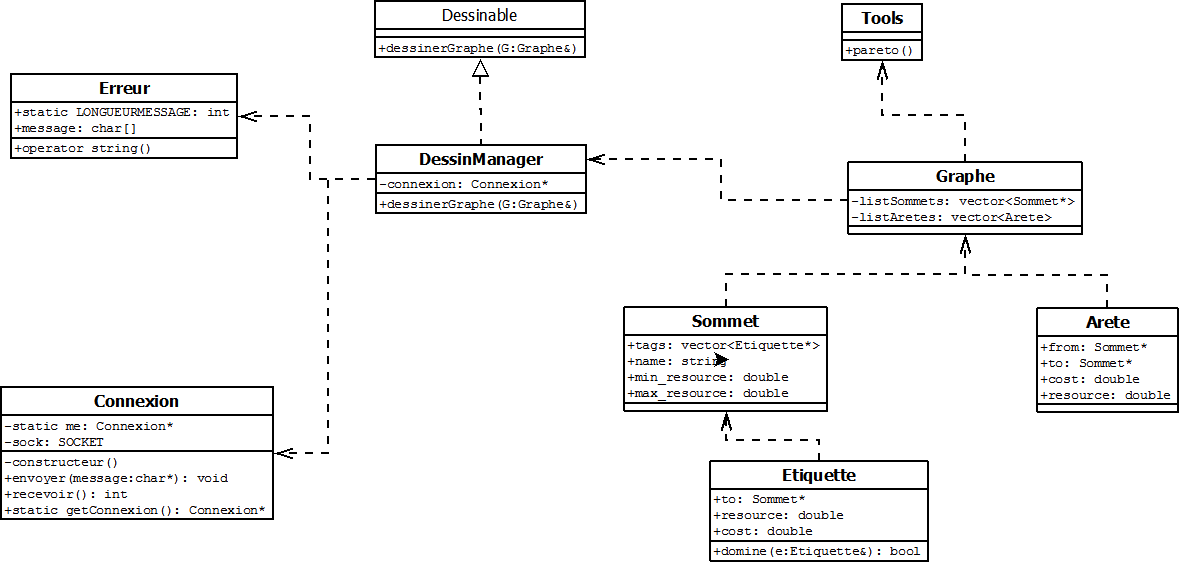 Dessinable
+dessinerGraphe(G:Graphe&)
Tools
+pareto()
Erreur
+static LONGUEURMESSAGE: int
+message: char[]
+operator string()
DessinManager
-connexion: Connexion*
+dessinerGraphe(G:Graphe&)
Graphe
-listSommets: vector<Sommet*>
-listAretes: vector<Arete>
Sommet
+tags: vector<Etiquette*>
+name: string
+min_resource: double
+max_resource: double
Arete
+from: Sommet*
+to: Sommet*
+cost: double
+resource: double
Connexion
-static me: Connexion*
-sock: SOCKET
-constructeur()
+envoyer(message:char*): void
+recevoir(): int
+static getConnexion(): Connexion*
Etiquette
+to: Sommet*
+resource: double
+cost: double
+domine(e:Etiquette&): bool